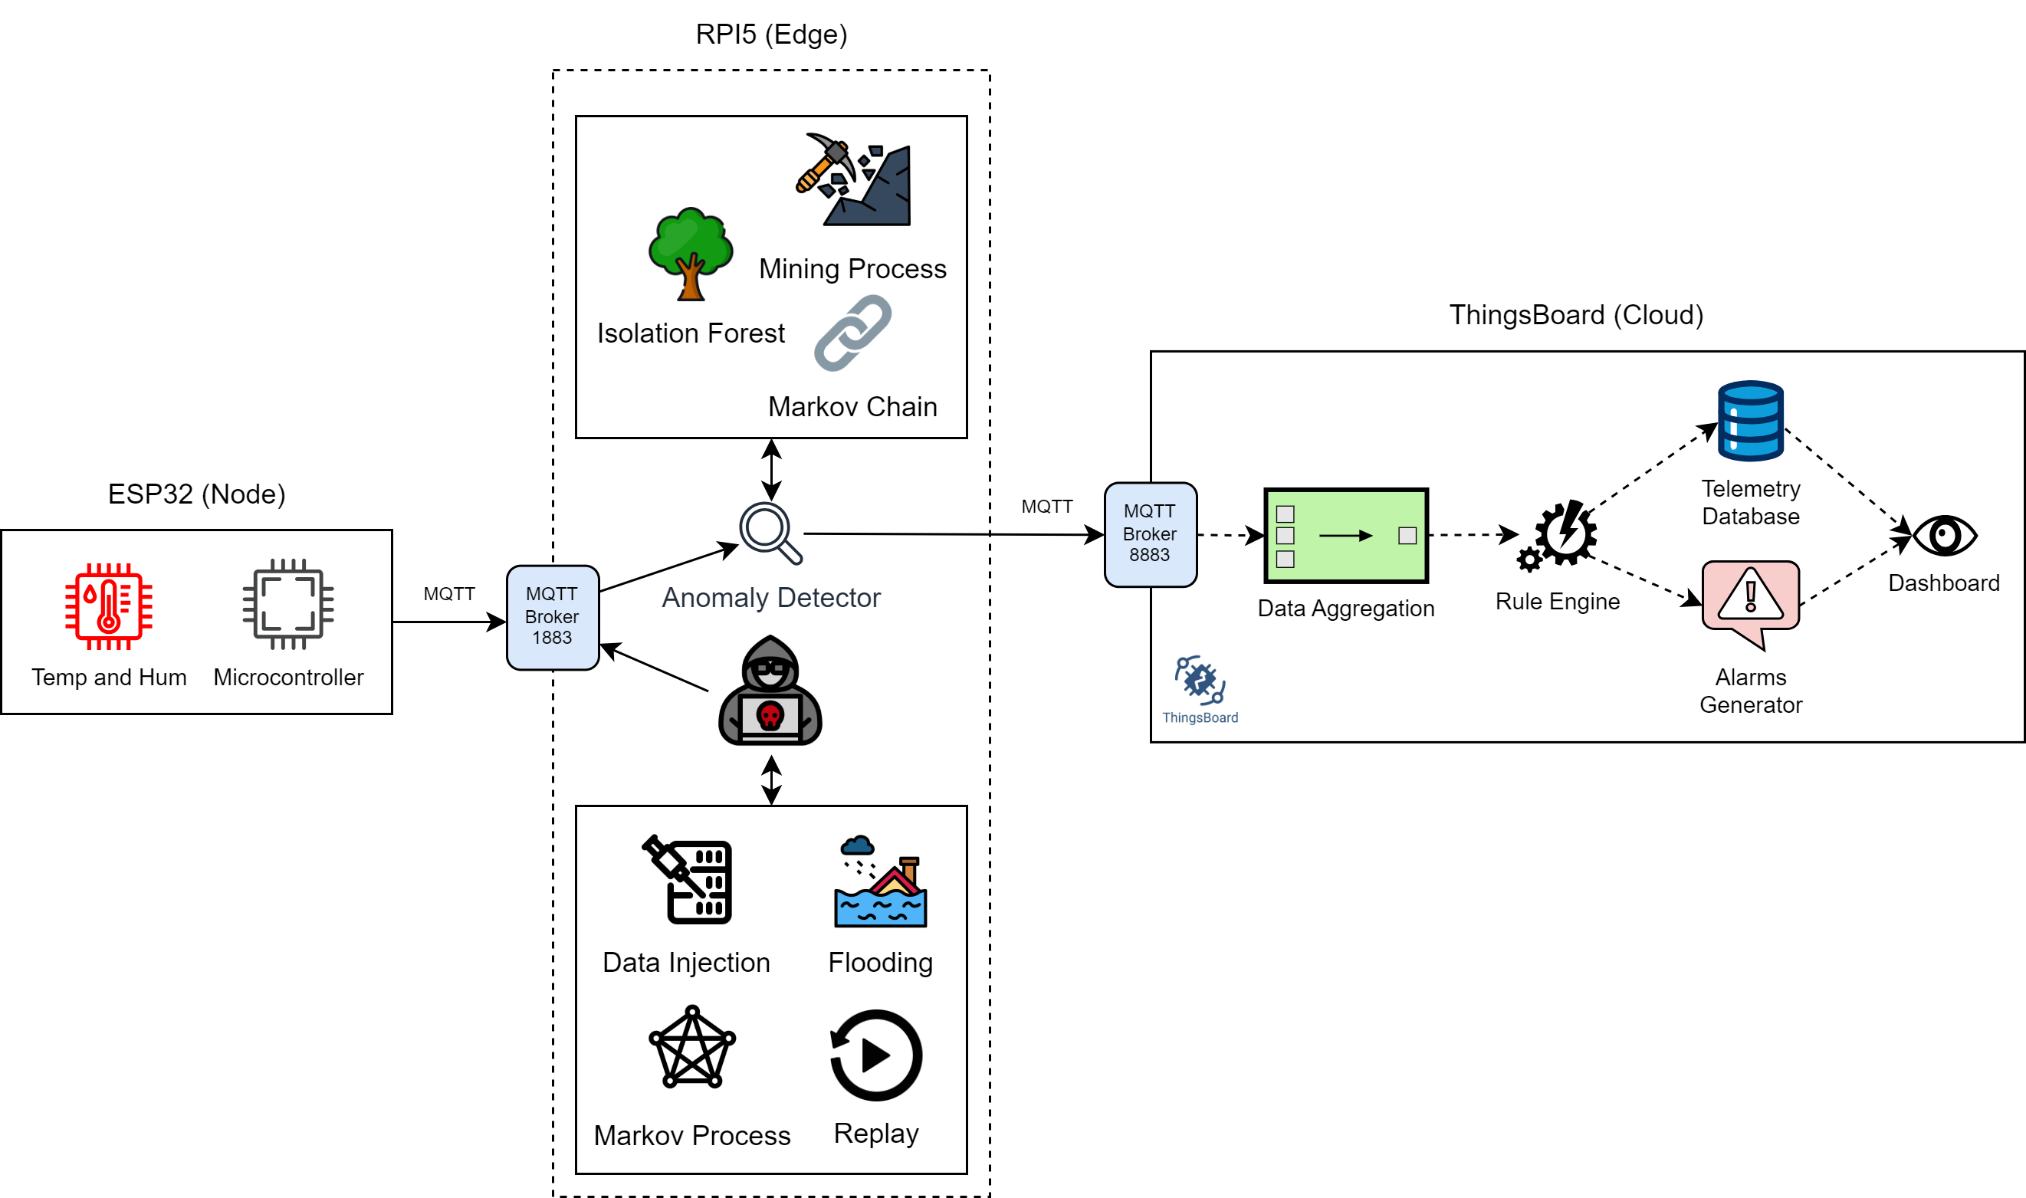 RPI5 (Edge)
Mining Process
Isolation Forest
Markov Chain
ThingsBoard (Cloud)
ESP32 (Node)
Temp and Hum
Microcontroller
MQTT
MQTT
Broker
1883
Anomaly Detector
MQTT
MQTT
Broker
8883
Data Aggregation
Rule Engine
Telemetry
Database
Alarms
Generator
Dashboard
ThingsBoard
Data Injection
Flooding
Markov Process
Replay